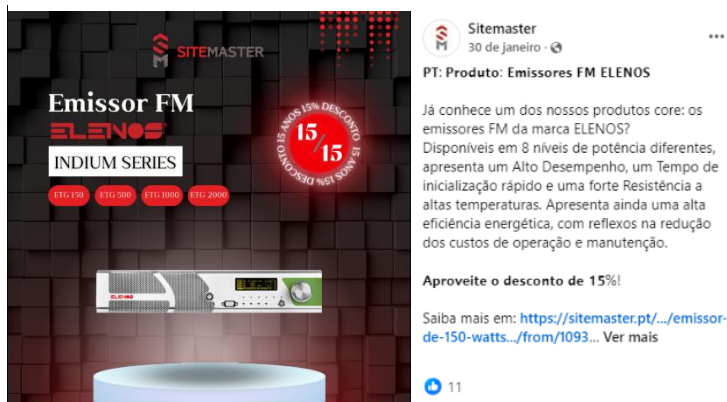 SITEMASTER
Emissor FM
ELENOS
INDIUM SERIES
ETG 150 ETG 500 ETG 1000 ETG 2000
15 ANOS 15% DESCONTO 15 ANOS 15% DESCONTO
15/15
ELENOS
Sitemaster
30 de janeiro ·
PT: Produto: Emissores FM ELENOS
Já conhece um dos nossos produtos core: os
emissores FM da marca ELENOS?
Disponíveis em 8 níveis de potência diferentes,
apresenta um Alto Desempenho, um Tempo de
inicialização rápido e uma forte Resistência a
altas temperaturas. Apresenta ainda uma alta
eficiência energética, com reflexos na redução
dos custos de operação e manutenção.
Aproveite o desconto de 15%!
Saiba mais em: https://sitemaster.pt/.../emissor-
de-150-watts.../from/1093... Ver mais
11